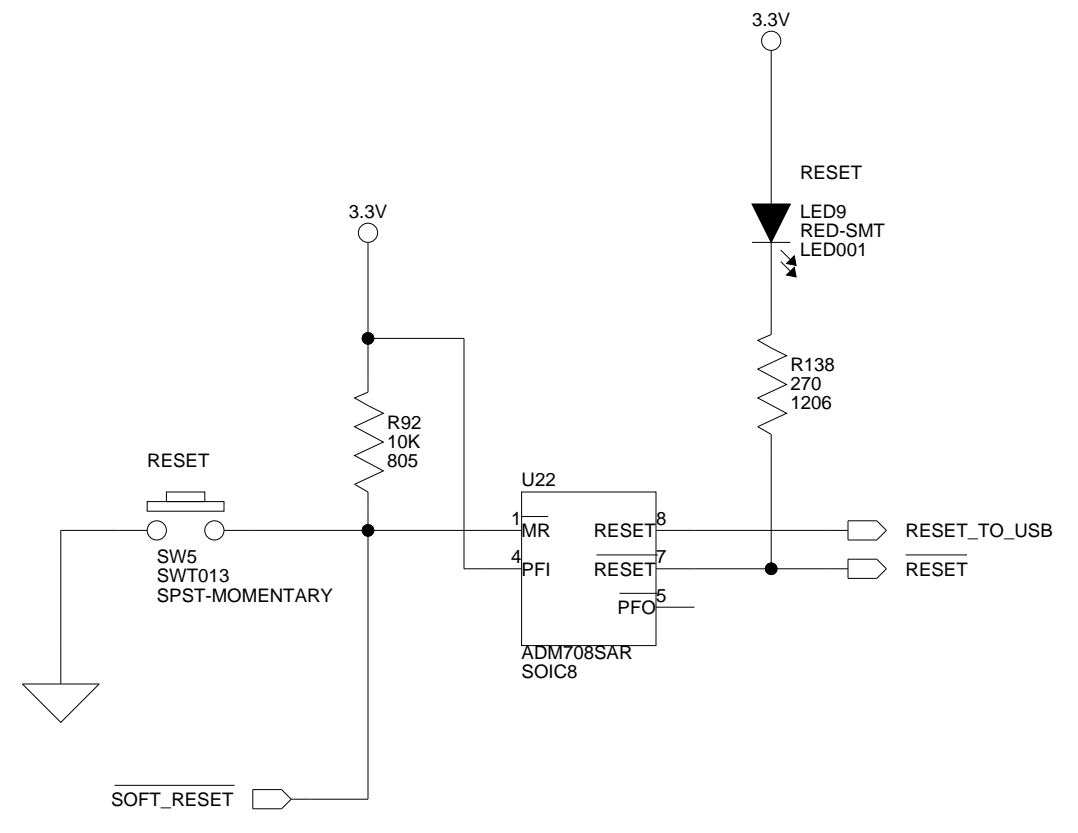 3.3V
RESET
LED9
RED-SMT
LED001
3.3V
R138
270
1206
R92
10K
805
RESET
SW5
SWT013
SPST-MOMENTARY
U22
1
MR
4
PFI
RESET
8
RESET
7
PFO
5
ADM708SAR
SOIC8
RESET_TO_USB
RESET
SOFT_RESET